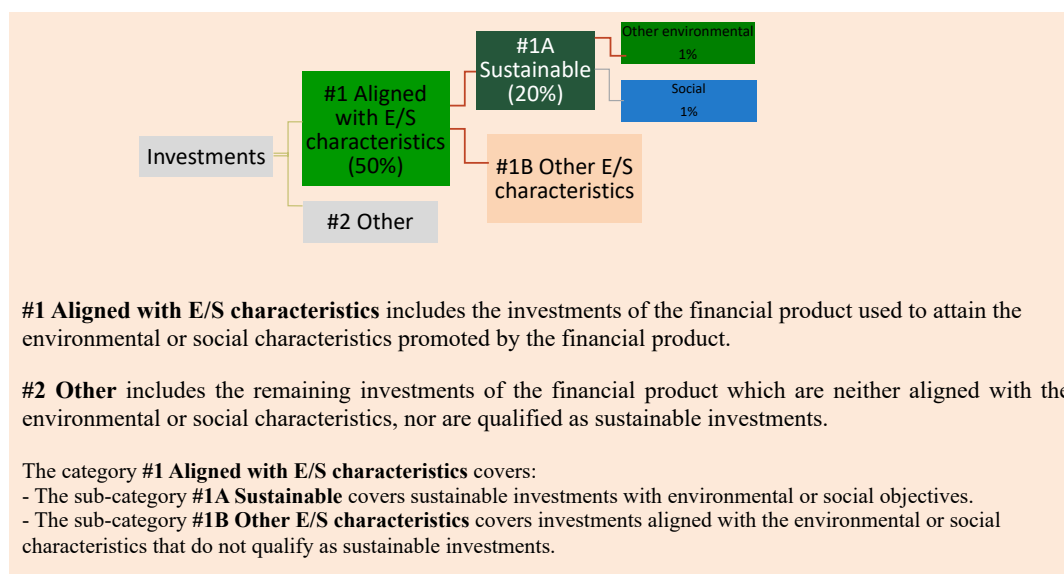 Other environmental
1%
#1A
Sustainable
(20%)
Social
1%
#1 Aligned
with E/S
characteristics
(50%)
Investments
#1B Other E/S
characteristics
#2 Other
#1 Aligned with E/S characteristics includes the investments of the financial product used to attain the
environmental or social characteristics promoted by the financial product.
#2 Other includes the remaining investments of the financial product which are neither aligned with the
environmental or social characteristics, nor are qualified as sustainable investments.
The category #1 Aligned with E/S characteristics covers:
- The sub-category #1A Sustainable covers sustainable investments with environmental or social objectives.
- The sub-category #1B Other E/S characteristics covers investments aligned with the environmental or social
characteristics that do not qualify as sustainable investments.